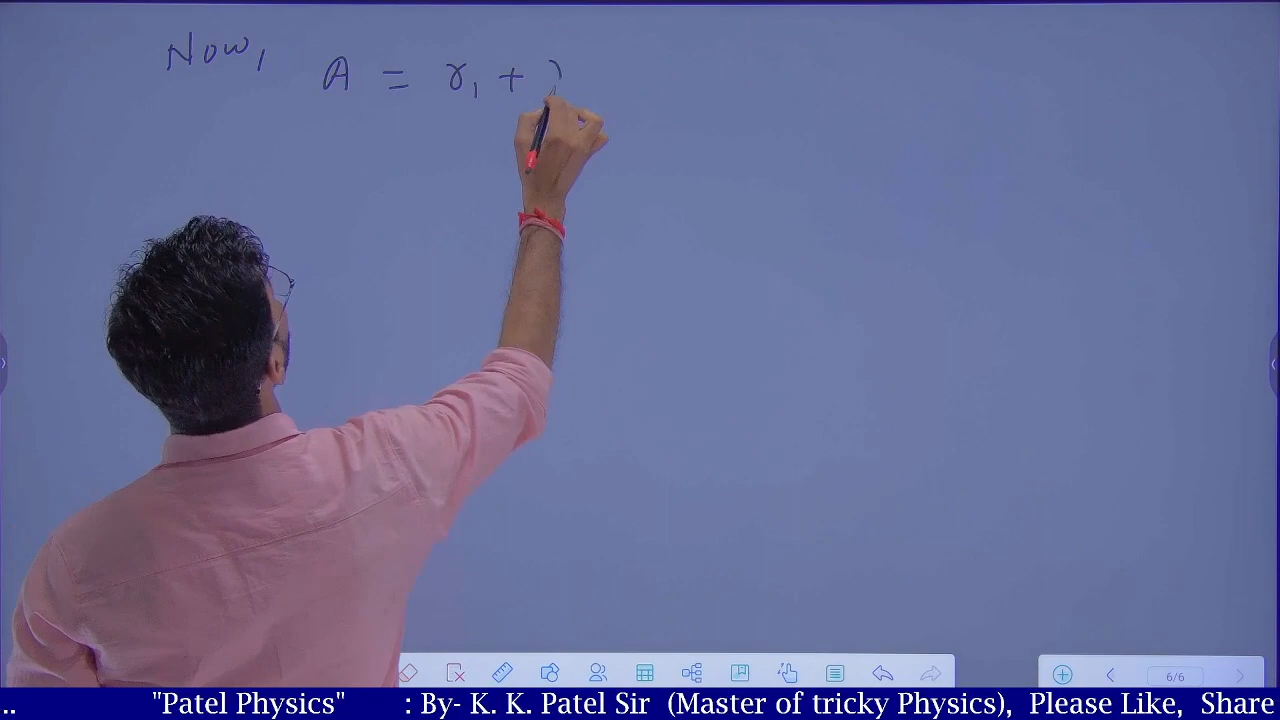 Now,
A = r₁ +
6/6
.. "Patel Physics" : By- K. K. Patel Sir (Master of tricky Physics), Please Like, Share